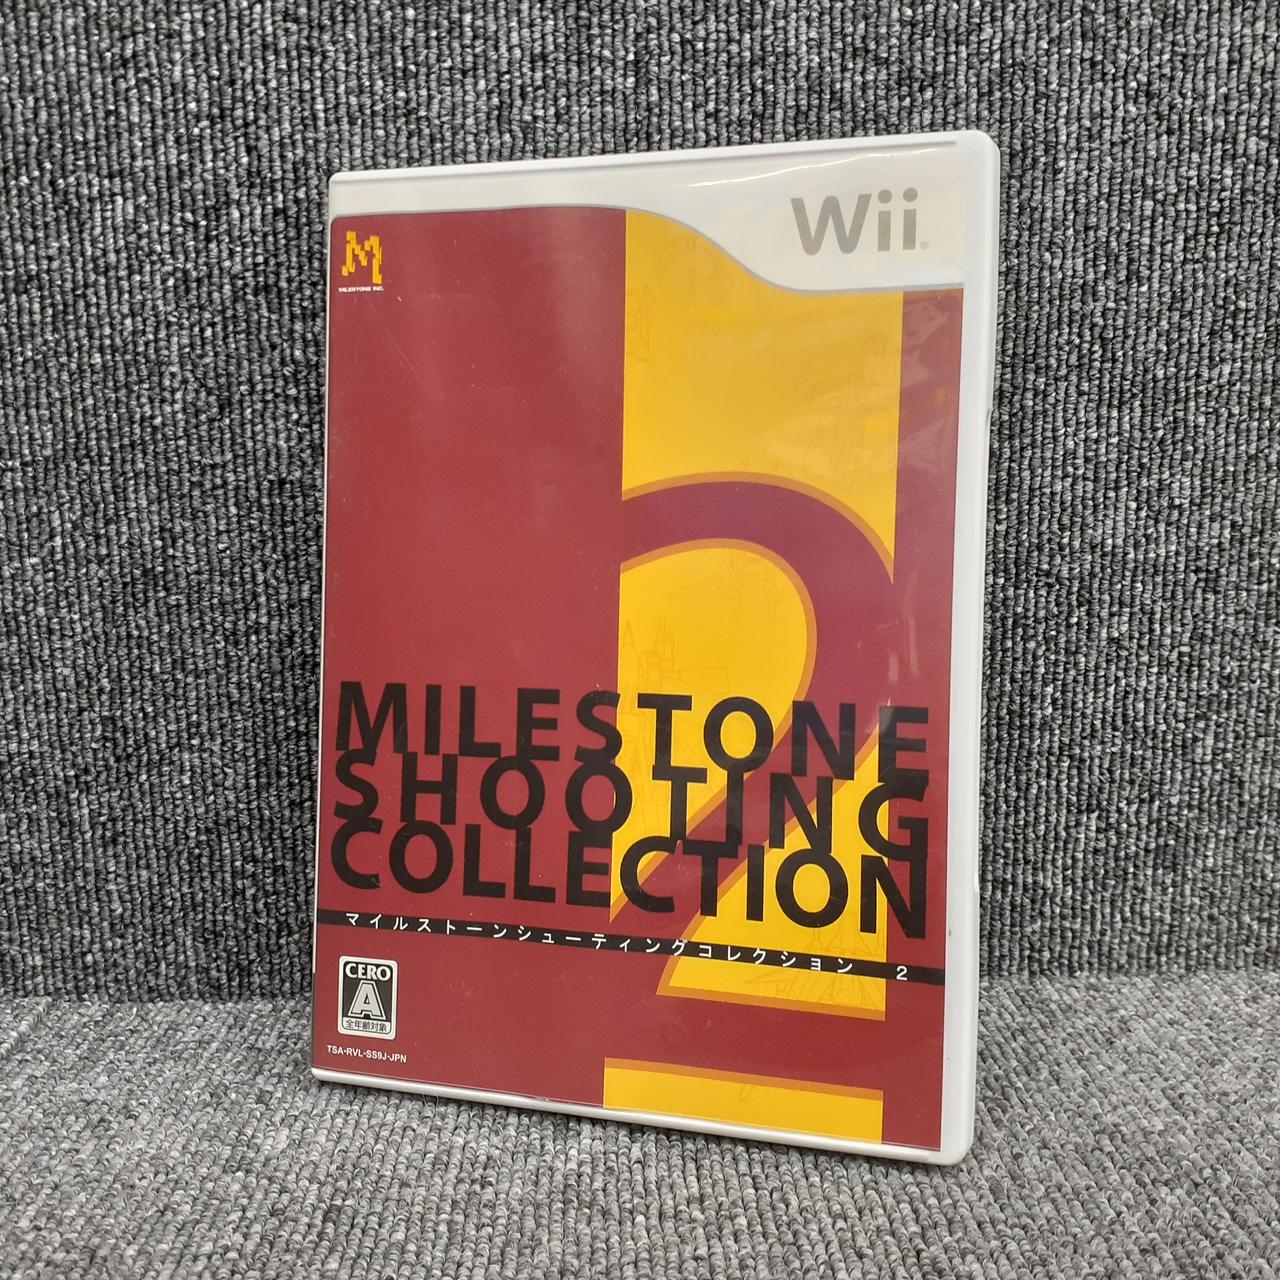 Wii
M
MILESTONE INC.
2
MILESTONE
SHOOTING
COLLECTION
マイルストーンシューティングコレクション 2
CERO
A
全年齢対象
TSA-RVL-SS9J-JPN